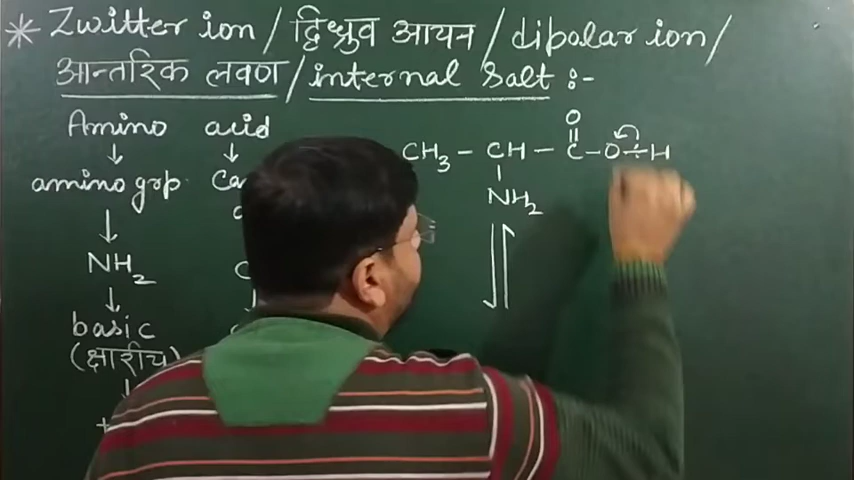 * Zwitter ion / द्विध्रुव आयन / dipolar ion /
आन्तरिक लवण / internal Salt :-
Amino acid
↓ ↓
amino grp.
↓
NH2
↓
basic
(क्षारीय)
↓
+
O
||
CH3 - CH - C - O ÷ H
|
NH2
⇌